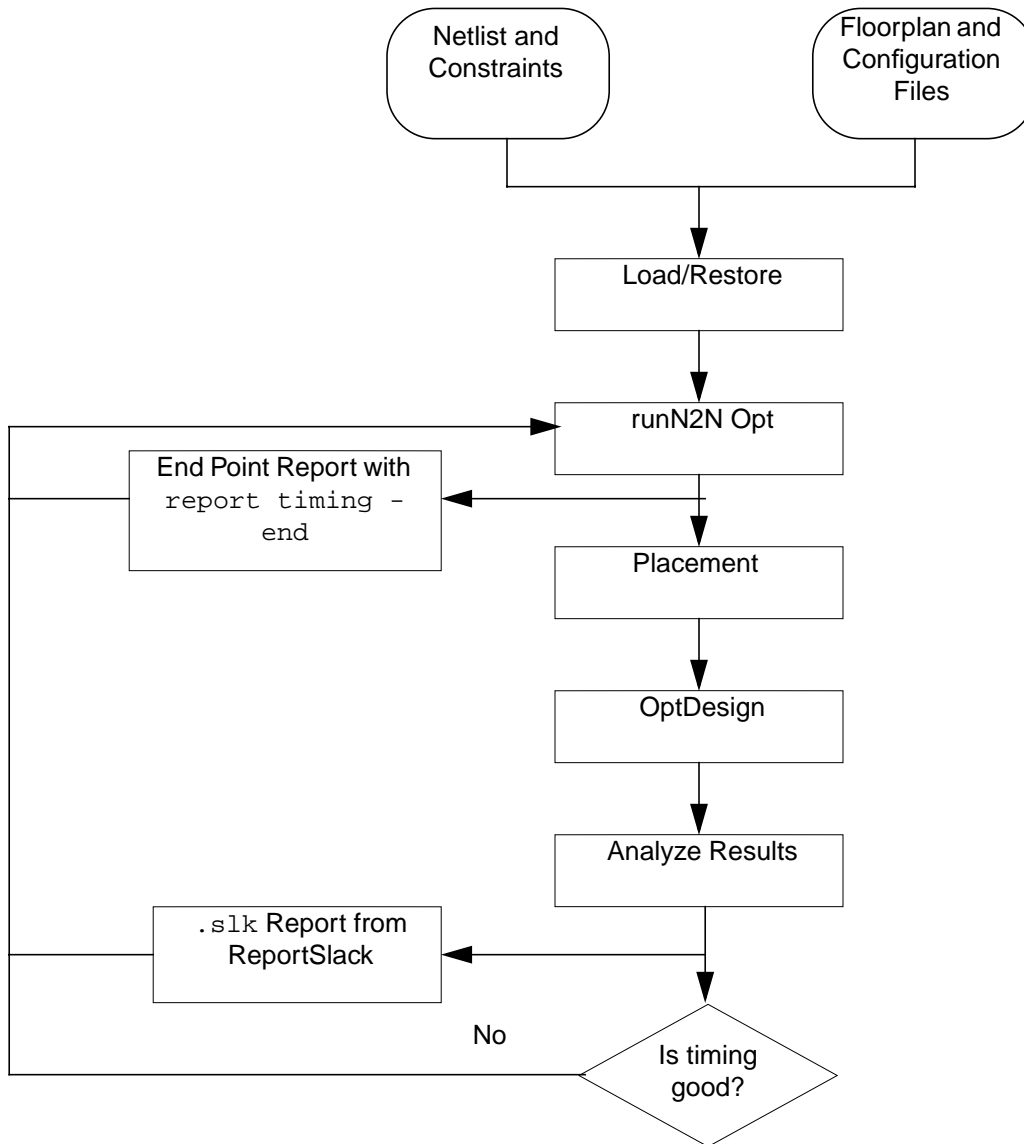 Netlist and
Constraints
Floorplan and
Configuration
Files
Load/Restore
runN2N Opt
End Point Report with
report timing -
end
Placement
OptDesign
Analyze Results
.slk Report from
ReportSlack
No
Is timing
good?